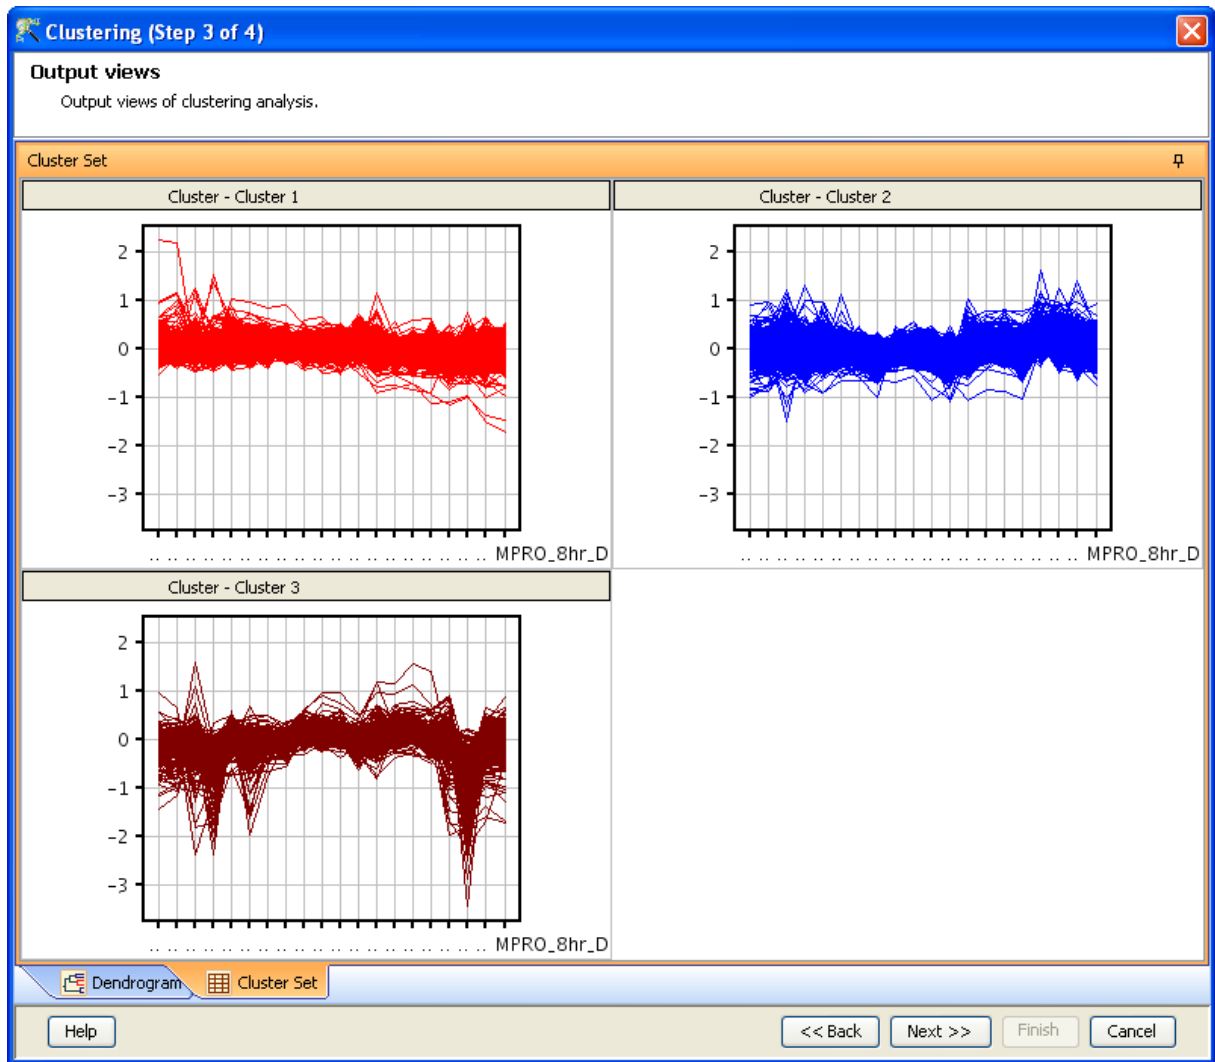 Clustering (Step 3 of 4)
Output views
Output views of clustering analysis.
Cluster Set
Cluster - Cluster 1
2
1
0
-1
-2
-3
.. .. .. .. .. .. .. .. .. .. .. .. .. .. .. .. .. .. .. MPRO_8hr_D
Cluster - Cluster 2
2
1
0
-1
-2
-3
.. .. .. .. .. .. .. .. .. .. .. .. .. .. .. .. .. .. .. MPRO_8hr_D
Cluster - Cluster 3
2
1
0
-1
-2
-3
.. .. .. .. .. .. .. .. .. .. .. .. .. .. .. .. .. .. .. MPRO_8hr_D
Dendrogram
Cluster Set
Help
<< Back
Next >>
Finish
Cancel